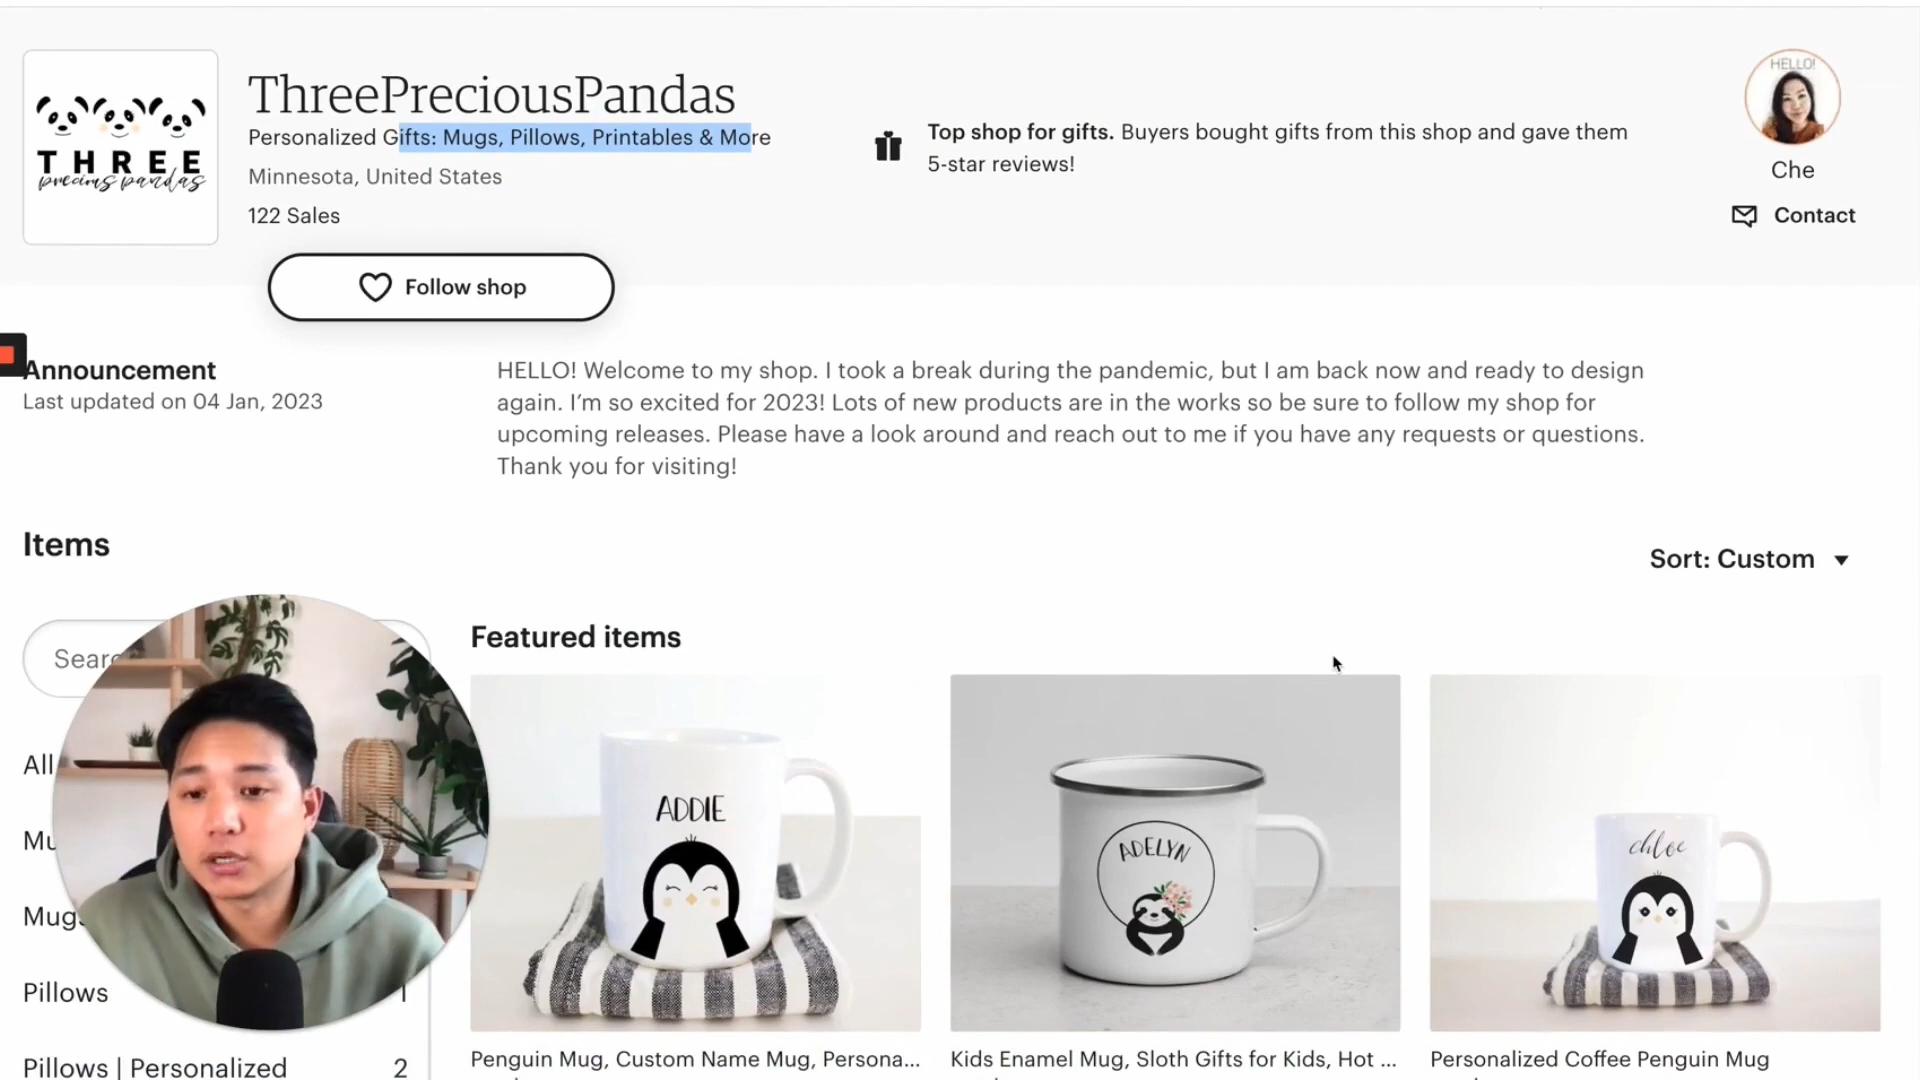 THREE
precious pandas
ThreePreciousPandas
Personalized Gifts: Mugs, Pillows, Printables & More
Minnesota, United States
122 Sales
Follow shop
Top shop for gifts. Buyers bought gifts from this shop and gave them
5-star reviews!
HELLO!
Che
Contact
Announcement
Last updated on 04 Jan, 2023
HELLO! Welcome to my shop. I took a break during the pandemic, but I am back now and ready to design
again. I’m so excited for 2023! Lots of new products are in the works so be sure to follow my shop for
upcoming releases. Please have a look around and reach out to me if you have any requests or questions.
Thank you for visiting!
Items
Sort: Custom
Sear
All
Mu
Mugs
Pillows 1
Pillows | Personalized 2
Featured items
ADDIE
ADELYN
chloe
Penguin Mug, Custom Name Mug, Persona...
Kids Enamel Mug, Sloth Gifts for Kids, Hot ...
Personalized Coffee Penguin Mug